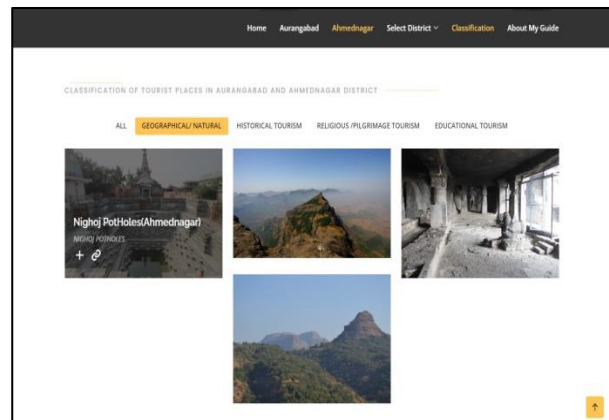 Home Aurangabad Ahmednagar Select District Classification About My Guide
CLASSIFICATION OF TOURIST PLACES IN AURANGABAD AND AHMEDNAGAR DISTRICT
ALL GEOGRAPHICAL/ NATURAL HISTORICAL TOURISM RELIGIOUS /PILGRIMAGE TOURISM EDUCATIONAL TOURISM
Nighoj PotHoles(Ahmednagar)
NIGHOJ POTHOLES